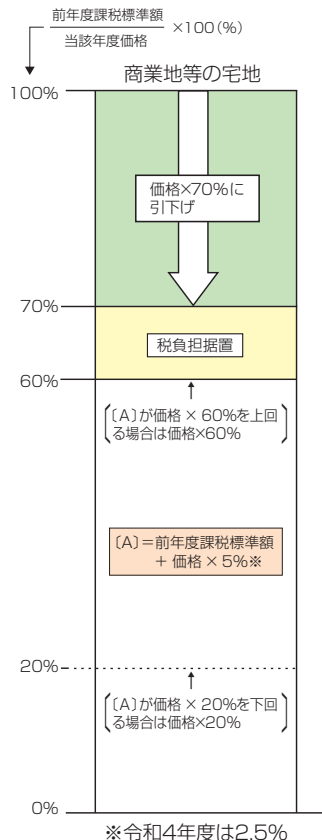 前年度課税標準額
当該年度価格
×100(%)
商業地等の宅地
100%
価格×70%に
引下げ
70%
税負担据置
60%
〔A〕が価格 × 60%を上回
る場合は価格×60%
〔A〕＝前年度課税標準額
+ 価格 × 5%※
20%
〔A〕が価格 × 20%を下回
る場合は価格×20%
0%
※令和4年度は2.5%